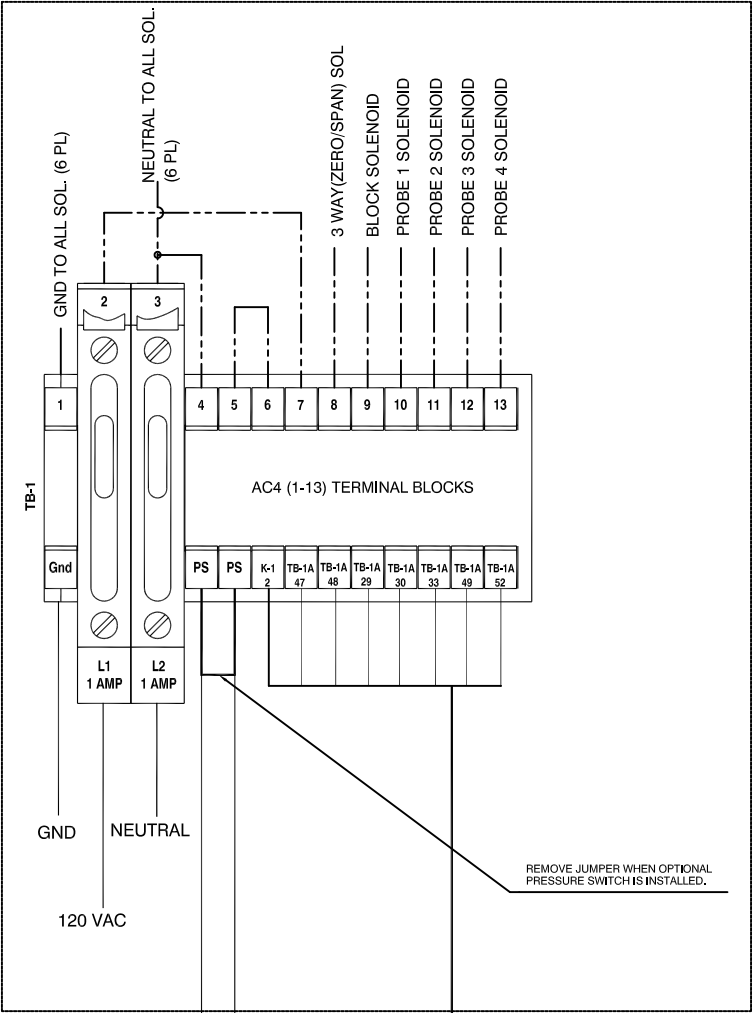 GND TO ALL SOL. (6 PL)
NEUTRAL TO ALL SOL.
(6 PL)
3 WAY(ZERO/SPAN) SOL
BLOCK SOLENOID
PROBE 1 SOLENOID
PROBE 2 SOLENOID
PROBE 3 SOLENOID
PROBE 4 SOLENOID
2
3
1
4
5
6
7
8
9
10
11
12
13
TB-1
AC4 (1-13) TERMINAL BLOCKS
Gnd
PS
PS
K-1
2
TB-1A
47
TB-1A
48
TB-1A
29
TB-1A
30
TB-1A
33
TB-1A
49
TB-1A
52
L1
1 AMP
L2
1 AMP
GND
NEUTRAL
120 VAC
REMOVE JUMPER WHEN OPTIONAL
PRESSURE SWITCH IS INSTALLED.